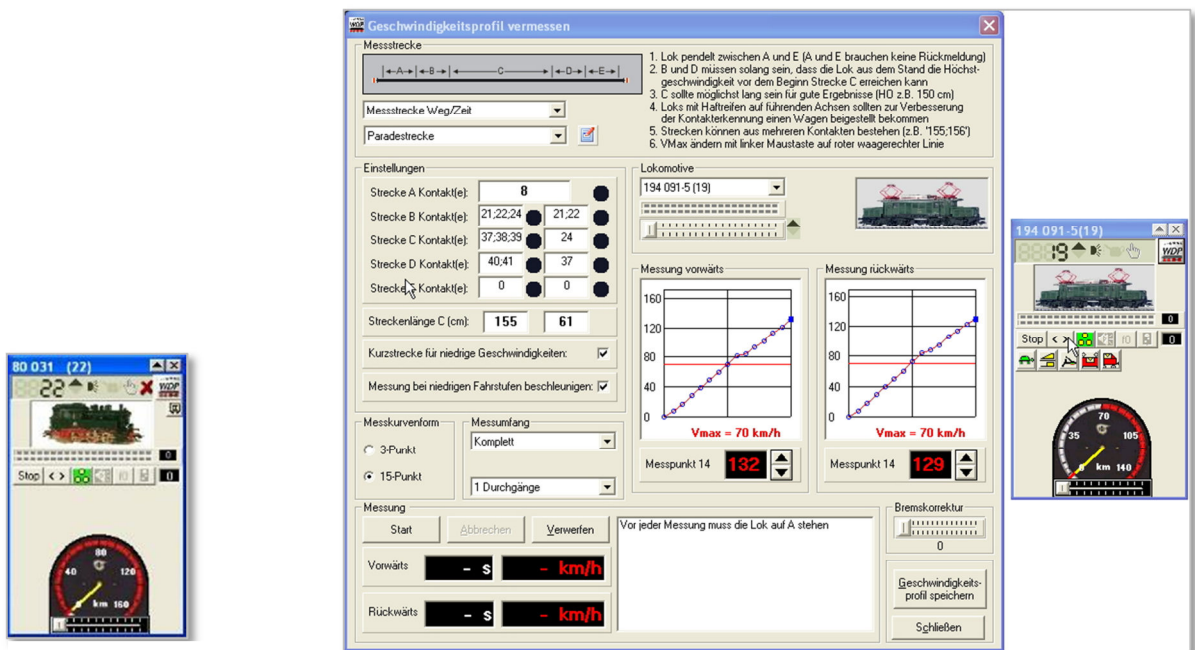 80 031 (22)
22
WDP
0
Stop < > f0 0
80
40 120
0 km 160
Geschwindigkeitsprofil vermessen
Messstrecke
|←A→|←B→|← C →|←D→|←E→|
Messstrecke Weg/Zeit
Paradestrecke
1. Lok pendelt zwischen A und E (A und E brauchen keine Rückmeldung)
2. B und D müssen solang sein, dass die Lok aus dem Stand die Höchst-
geschwindigkeit vor dem Beginn Strecke C erreichen kann
3. C sollte möglichst lang sein für gute Ergebnisse (HO z.B. 150 cm)
4. Loks mit Haftreifen auf führenden Achsen sollten zur Verbesserung
der Kontakterkennung einen Wagen beigestellt bekommen
5. Strecken können aus mehreren Kontakten bestehen (z.B. '155;156')
6. VMax ändern mit linker Maustaste auf roter waagerechter Linie
Einstellungen
Strecke A Kontakt(e): 8
Strecke B Kontakt(e): 21;22;24 21;22
Strecke C Kontakt(e): 37;38;39 24
Strecke D Kontakt(e): 40;41 37
Strecke Kontakt(e): 0 0
Streckenlänge C (cm): 155 61
Kurzstrecke für niedrige Geschwindigkeiten:
Messung bei niedrigen Fahrstufen beschleunigen:
Messkurvenform
3-Punkt
15-Punkt
Messumfang
Komplett
1 Durchgänge
Lokomotive
194 091-5 (19)
Messung vorwärts
160
120
80
40
0
Vmax = 70 km/h
Messpunkt 14 132
Messung rückwärts
160
120
80
40
0
Vmax = 70 km/h
Messpunkt 14 129
Messung
Start Abbrechen Verwerfen
Vorwärts - s - km/h
Rückwärts - s - km/h
Vor jeder Messung muss die Lok auf A stehen
Bremskorrektur
0
Geschwindigkeits-
profil speichern
Schließen
194 091-5(19)
19
WDP
0
Stop < > f0 0
70
35 105
0 km 140